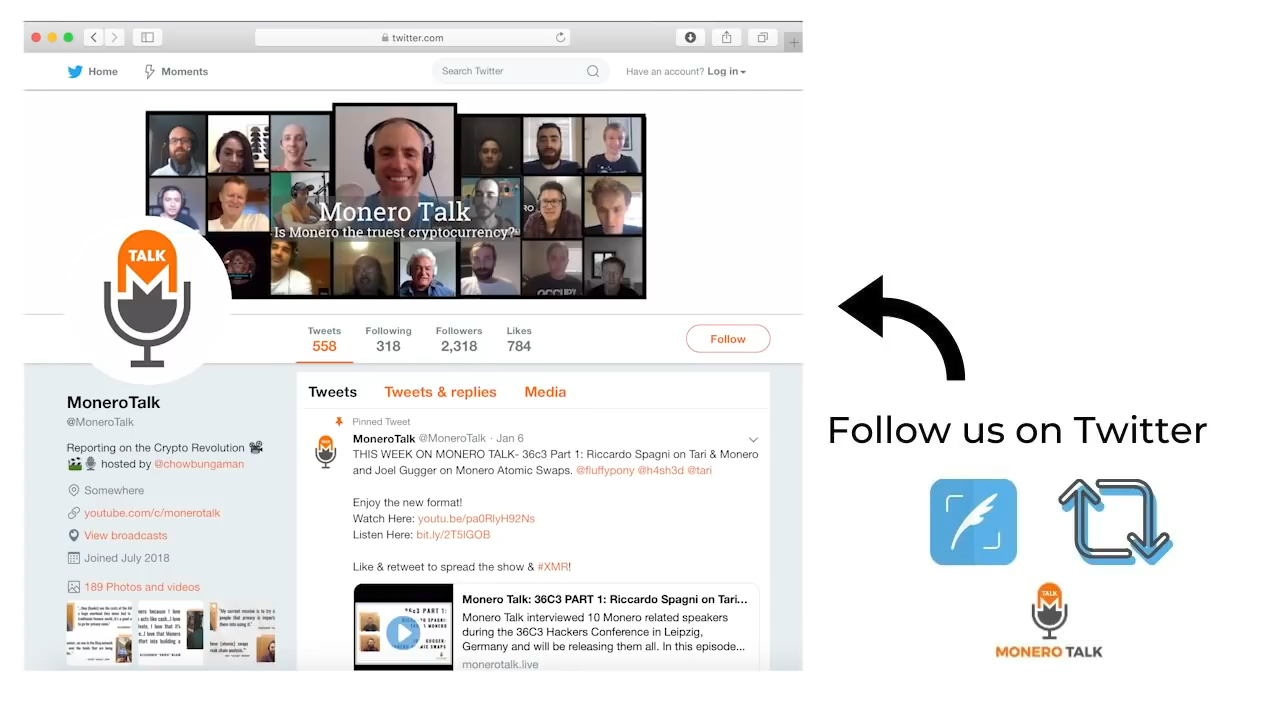 twitter.com
Home
Moments
Search Twitter
Have an account? Log in
Monero Talk
Is Monero the truest cryptocurrency?
TALK
M
Tweets
Following
Followers
Likes
558
318
2,318
784
Follow
MoneroTalk
@MoneroTalk
Reporting on the Crypto Revolution
hosted by @chowbungaman
Somewhere
youtube.com/c/monerotalk
View broadcasts
Joined July 2018
189 Photos and videos
Tweets
Tweets & replies
Media
Pinned Tweet
MoneroTalk @MoneroTalk · Jan 6
THIS WEEK ON MONERO TALK- 36c3 Part 1: Riccardo Spagni on Tari & Monero
and Joel Gugger on Monero Atomic Swaps. @fluffypony @h4sh3d @tari
Enjoy the new format!
Watch Here: youtu.be/pa0RlyH92Ns
Listen Here: bit.ly/2T5lGOB
Like & retweet to spread the show & #XMR!
36C3 PART 1:
Monero Talk: 36C3 PART 1: Riccardo Spagni on Tari...
Monero Talk interviewed 10 Monero related speakers
during the 36C3 Hackers Conference in Leipzig,
Germany and will be releasing them all. In this episode...
monerotalk.live
Follow us on Twitter
TALK
M
MONERO TALK